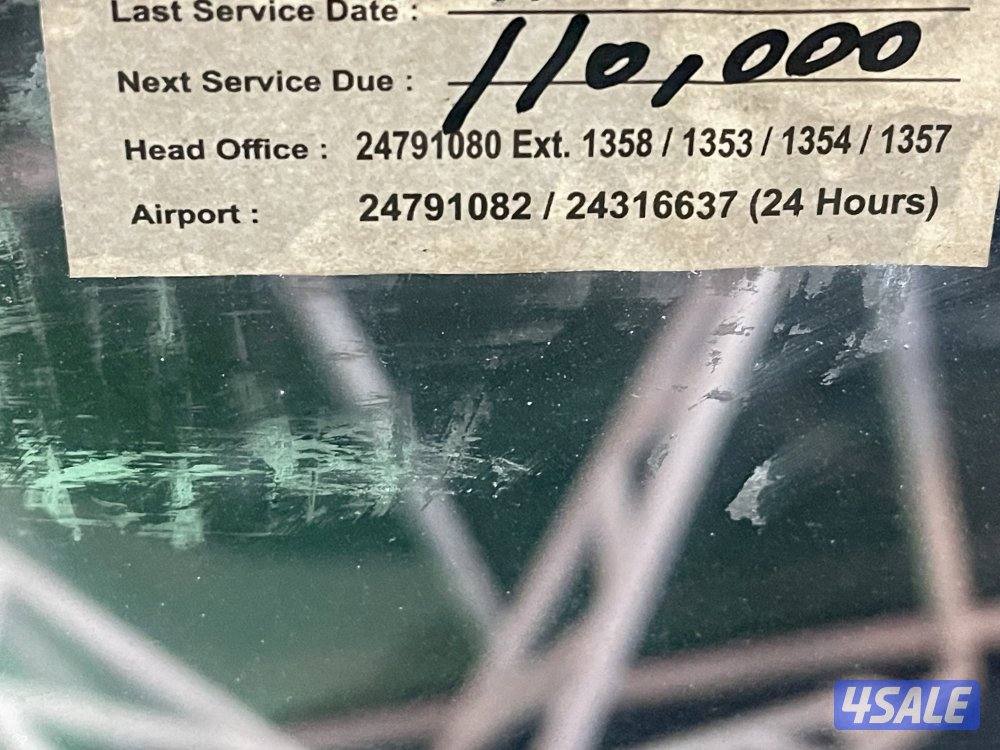 Last Service Date :
Next Service Due : 110,000
Head Office : 24791080 Ext. 1358 / 1353 / 1354 / 1357
Airport : 24791082 / 24316637 (24 Hours)
4SALE